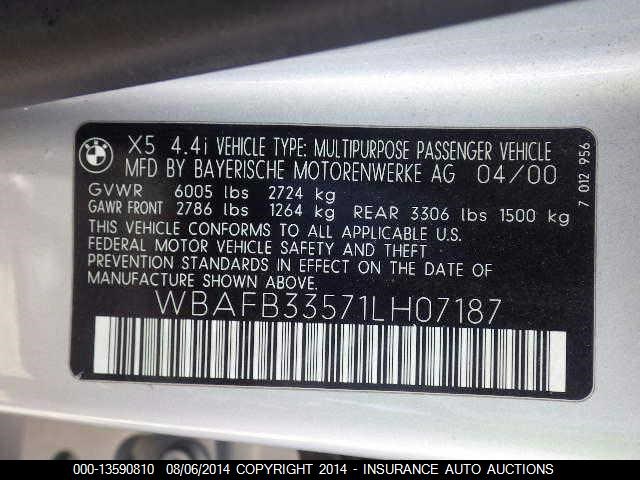 BMW
X5 4.4i VEHICLE TYPE: MULTIPURPOSE PASSENGER VEHICLE
MFD BY BAYERISCHE MOTORENWERKE AG 04/00
GVWR 6005 lbs 2724 kg
GAWR FRONT 2786 lbs 1264 kg REAR 3306 lbs 1500 kg
THIS VEHICLE CONFORMS TO ALL APPLICABLE U.S.
FEDERAL MOTOR VEHICLE SAFETY AND THEFT
PREVENTION STANDARDS IN EFFECT ON THE DATE OF
MANUFACTURE SHOWN ABOVE.
WBAFB33571LH07187
7 012 956
000-13590810 08/06/2014 COPYRIGHT 2014 - INSURANCE AUTO AUCTIONS